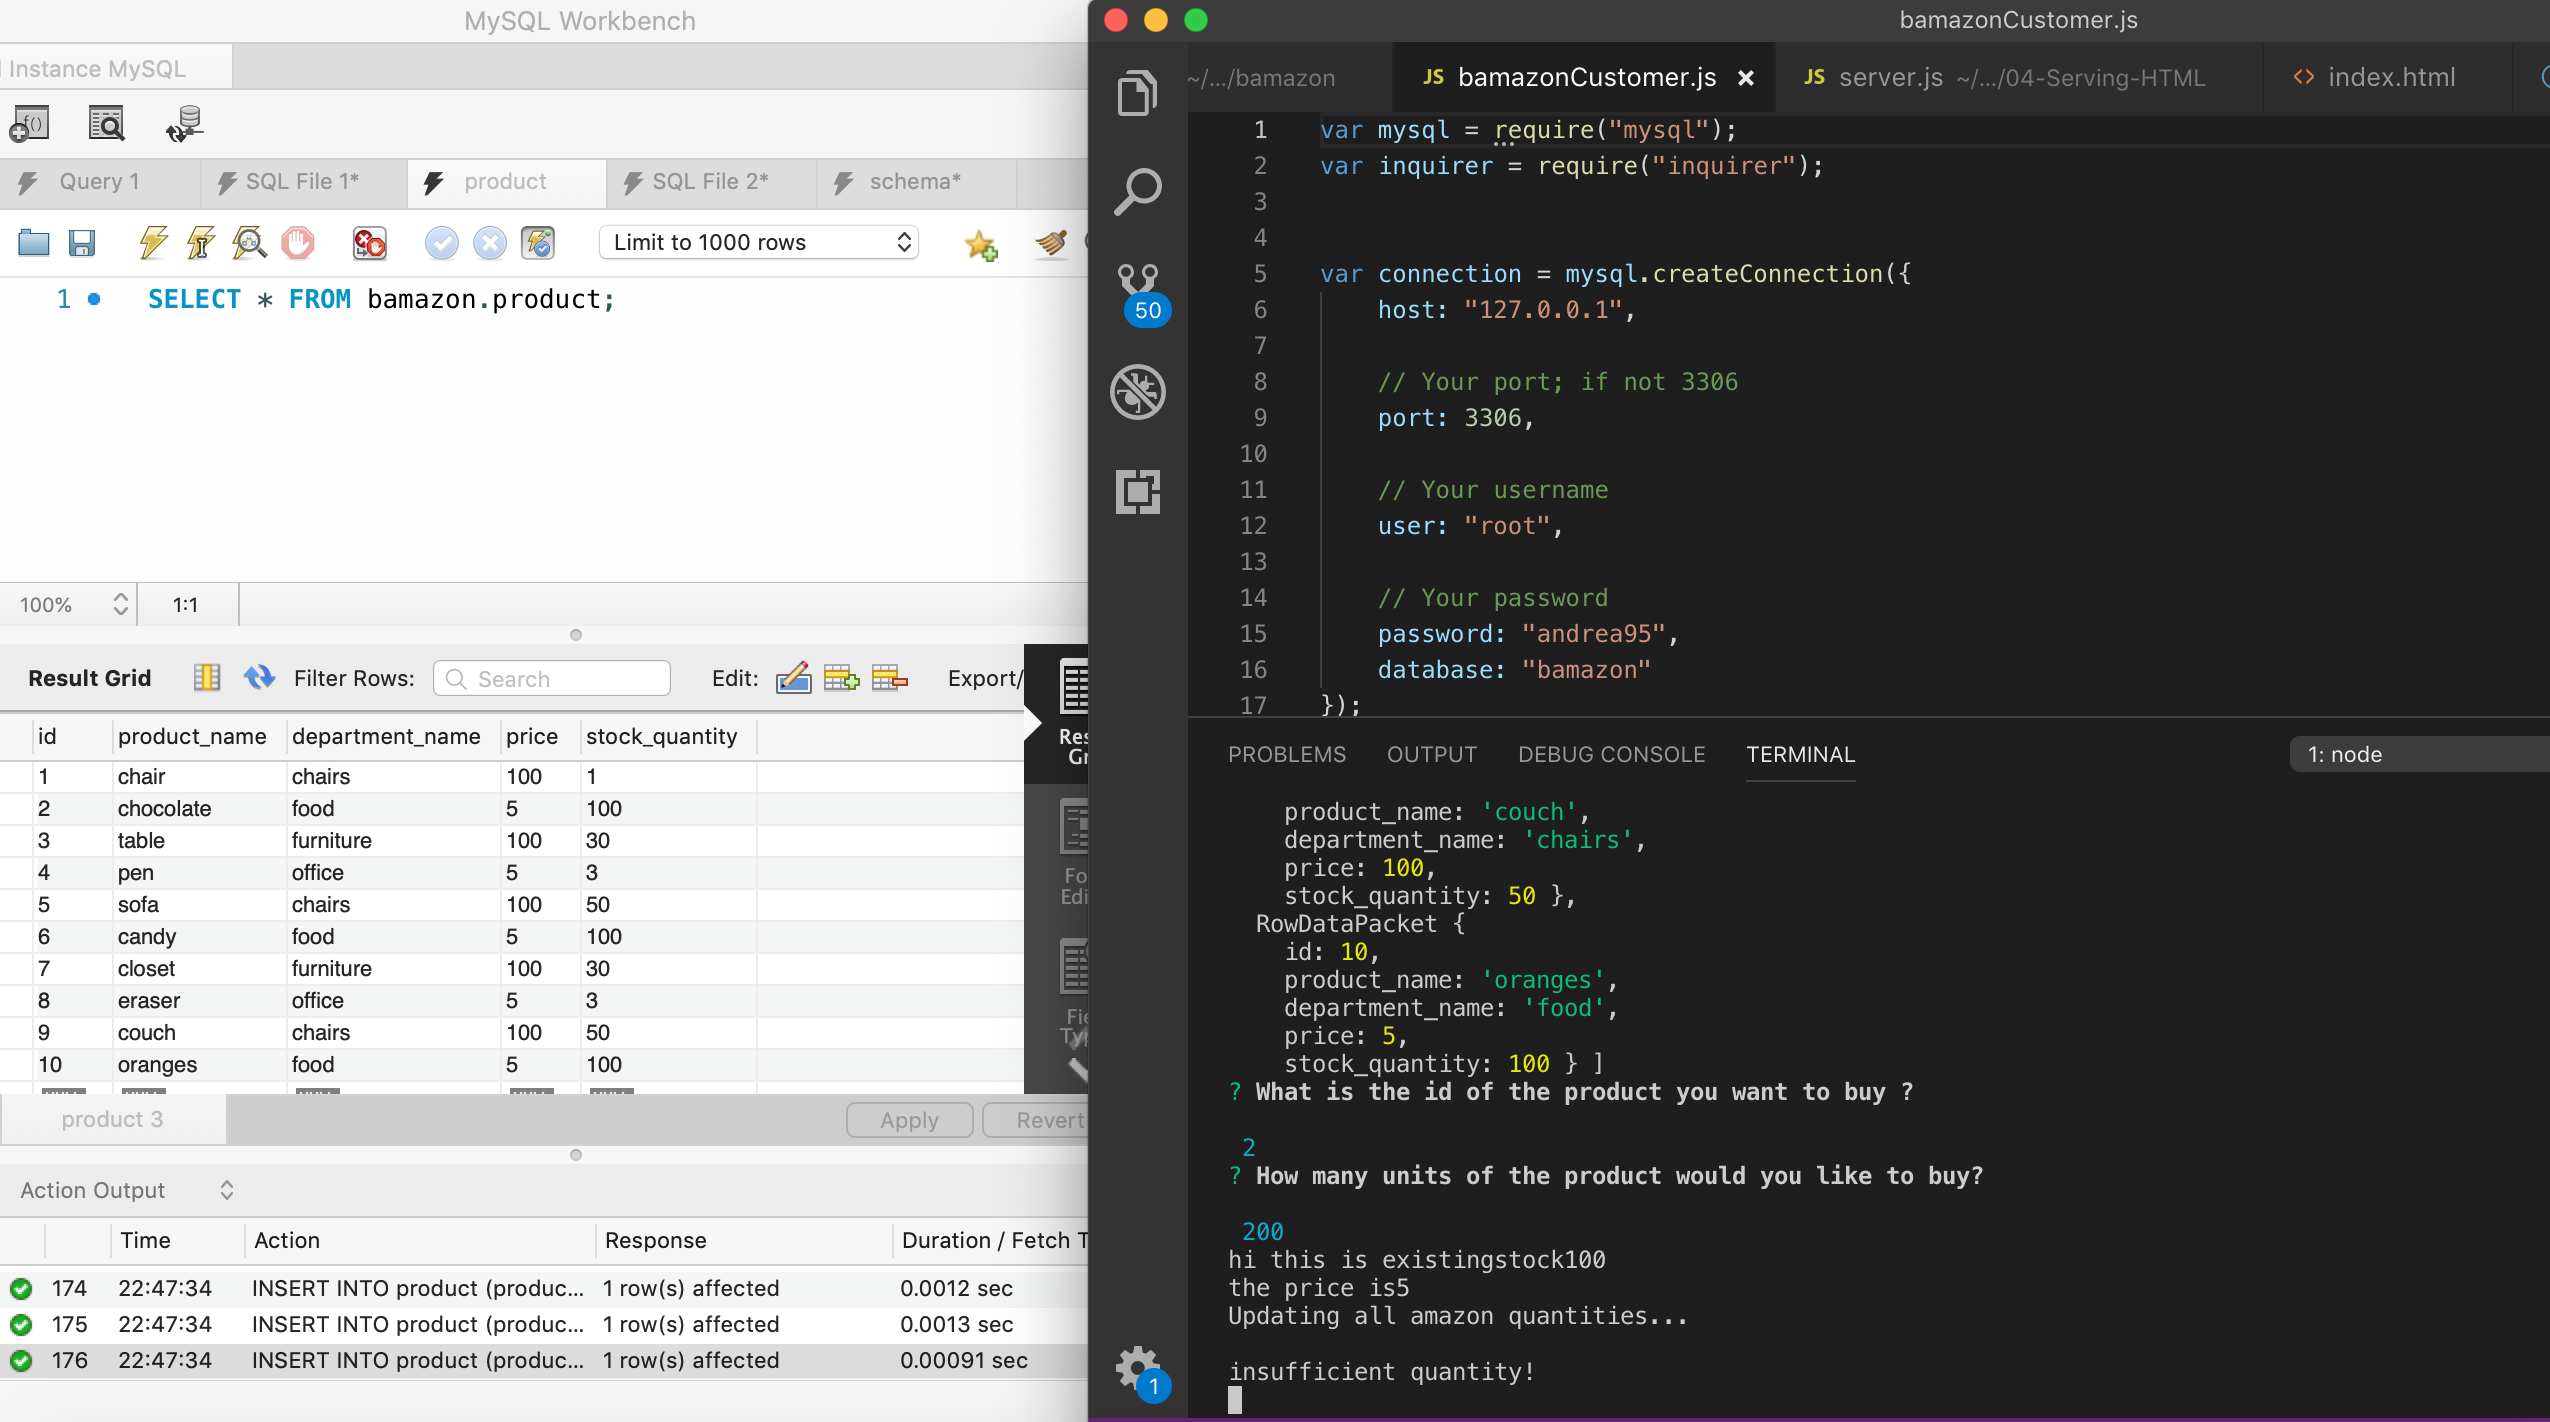 MySQL Workbench
Instance MySQL
Query 1
SQL File 1*
product
SQL File 2*
schema*
Limit to 1000 rows
1 SELECT * FROM bamazon.product;
100%
1:1
Result Grid
Filter Rows:
Search
Edit:
Export/
id product_name department_name price stock_quantity
1 chair chairs 100 1
2 chocolate food 5 100
3 table furniture 100 30
4 pen office 5 3
5 sofa chairs 100 50
6 candy food 5 100
7 closet furniture 100 30
8 eraser office 5 3
9 couch chairs 100 50
10 oranges food 5 100
product 3
Apply
Revert
Action Output
Time Action Response Duration / Fetch T
174 22:47:34 INSERT INTO product (produc... 1 row(s) affected 0.0012 sec
175 22:47:34 INSERT INTO product (produc... 1 row(s) affected 0.0013 sec
176 22:47:34 INSERT INTO product (produc... 1 row(s) affected 0.00091 sec
bamazonCustomer.js
~/.../bamazon
JS bamazonCustomer.js
JS server.js ~/.../04-Serving-HTML
<> index.html
50
1
1 var mysql = require("mysql");
2 var inquirer = require("inquirer");
3
4
5 var connection = mysql.createConnection({
6 host: "127.0.0.1",
7
8 // Your port; if not 3306
9 port: 3306,
10
11 // Your username
12 user: "root",
13
14 // Your password
15 password: "andrea95",
16 database: "bamazon"
17 });
PROBLEMS
OUTPUT
DEBUG CONSOLE
TERMINAL
1: node
product_name: 'couch',
department_name: 'chairs',
price: 100,
stock_quantity: 50 },
RowDataPacket {
id: 10,
product_name: 'oranges',
department_name: 'food',
price: 5,
stock_quantity: 100 } ]
? What is the id of the product you want to buy ?
2
? How many units of the product would you like to buy?
200
hi this is existingstock100
the price is5
Updating all amazon quantities...
insufficient quantity!